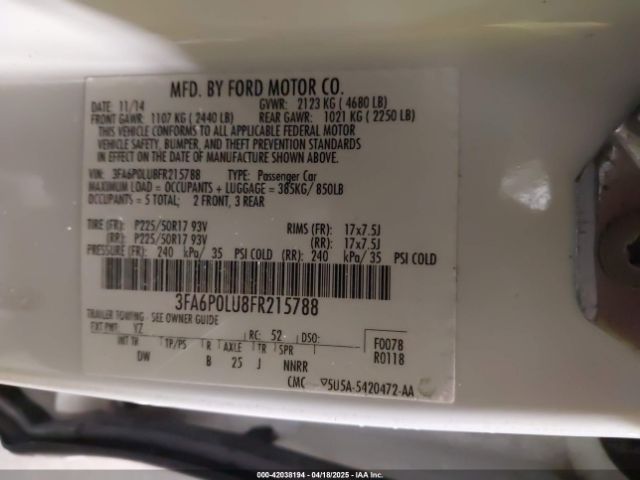 MFD. BY FORD MOTOR CO.
DATE: 11/14 GVWR: 2123 KG ( 4680 LB)
FRONT GAWR: 1107 KG ( 2440 LB) REAR GAWR: 1021 KG ( 2250 LB)
THIS VEHICLE CONFORMS TO ALL APPLICABLE FEDERAL MOTOR
VEHICLE SAFETY, BUMPER, AND THEFT PREVENTION STANDARDS
IN EFFECT ON THE DATE OF MANUFACTURE SHOWN ABOVE.
VIN: 3FA6P0LU8FR215788 TYPE: Passenger Car
MAXIMUM LOAD = OCCUPANTS + LUGGAGE = 385KG/ 850LB
OCCUPANTS = 5 TOTAL; 2 FRONT, 3 REAR
TIRE (FR): P225/50R17 93V RIMS (FR): 17x7.5J
(RR): P225/50R17 93V (RR): 17x7.5J
PRESSURE (FR): 240 kPa/ 35 PSI COLD (RR): 240 kPa/ 35 PSI COLD
3FA6P0LU8FR215788
TRAILER TOWING - SEE OWNER GUIDE
EXT PNT: YZ RC: 52 DSO: F0078
INT TR TP/PS R AXLE TR SPR R0118
DW B 25 J NNRR
CMC 5U5A-5420472-AA
000-42038194 - 04/18/2025 - IAAI.COM